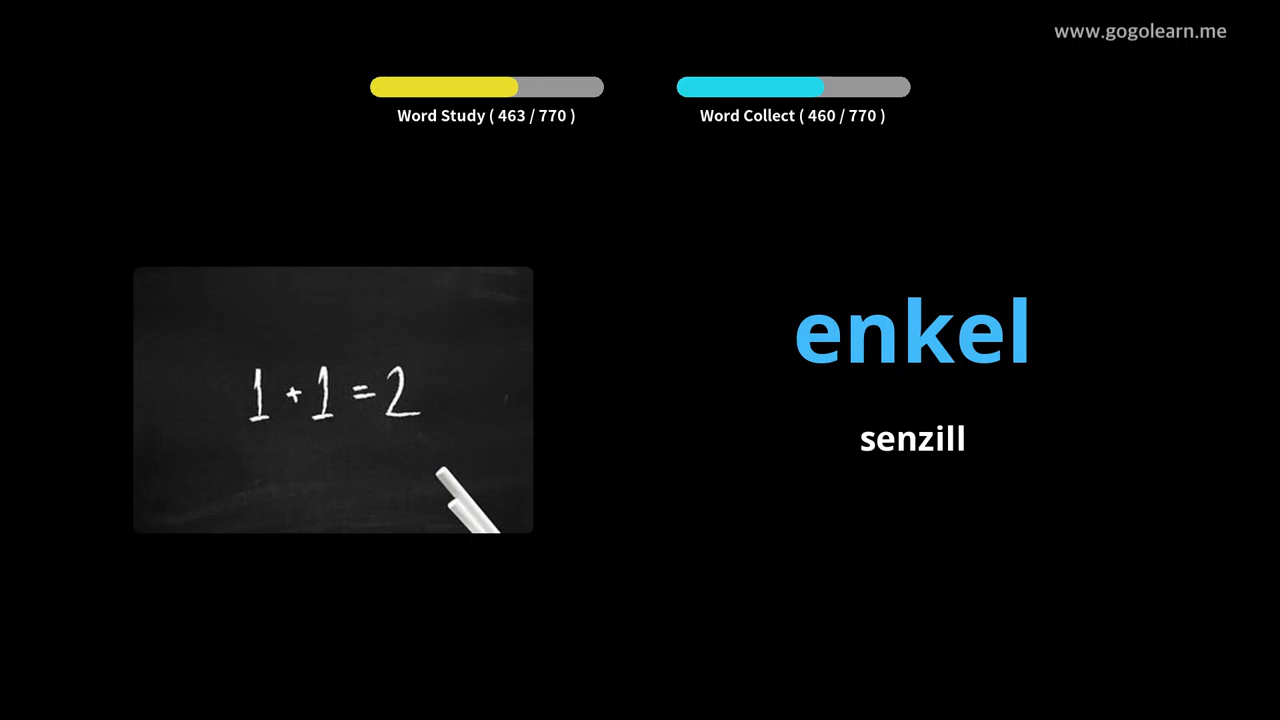 www.gogolearn.me
Word Study ( 463 / 770 )
Word Collect ( 460 / 770 )
1 + 1 = 2
enkel
senzill